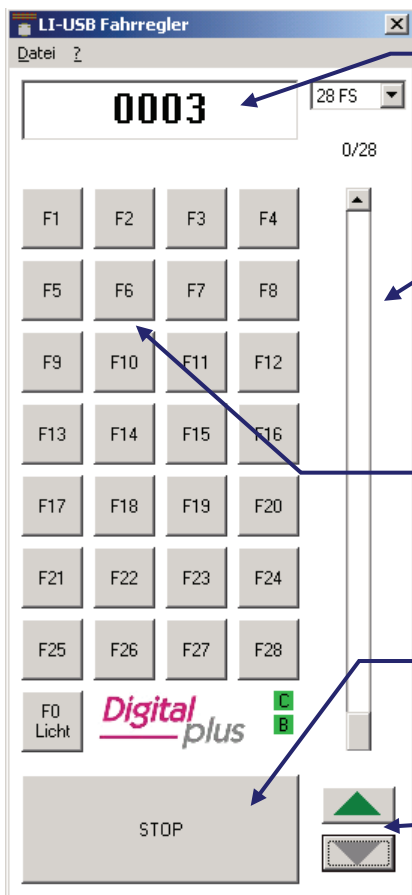 LI-USB Fahrregler
Datei ?
0003
28 FS
0/28
F1 F2 F3 F4
F5 F6 F7 F8
F9 F10 F11 F12
F13 F14 F15 F16
F17 F18 F19 F20
F21 F22 F23 F24
F25 F26 F27 F28
F0
Licht
Digital
plus
C
B
STOP